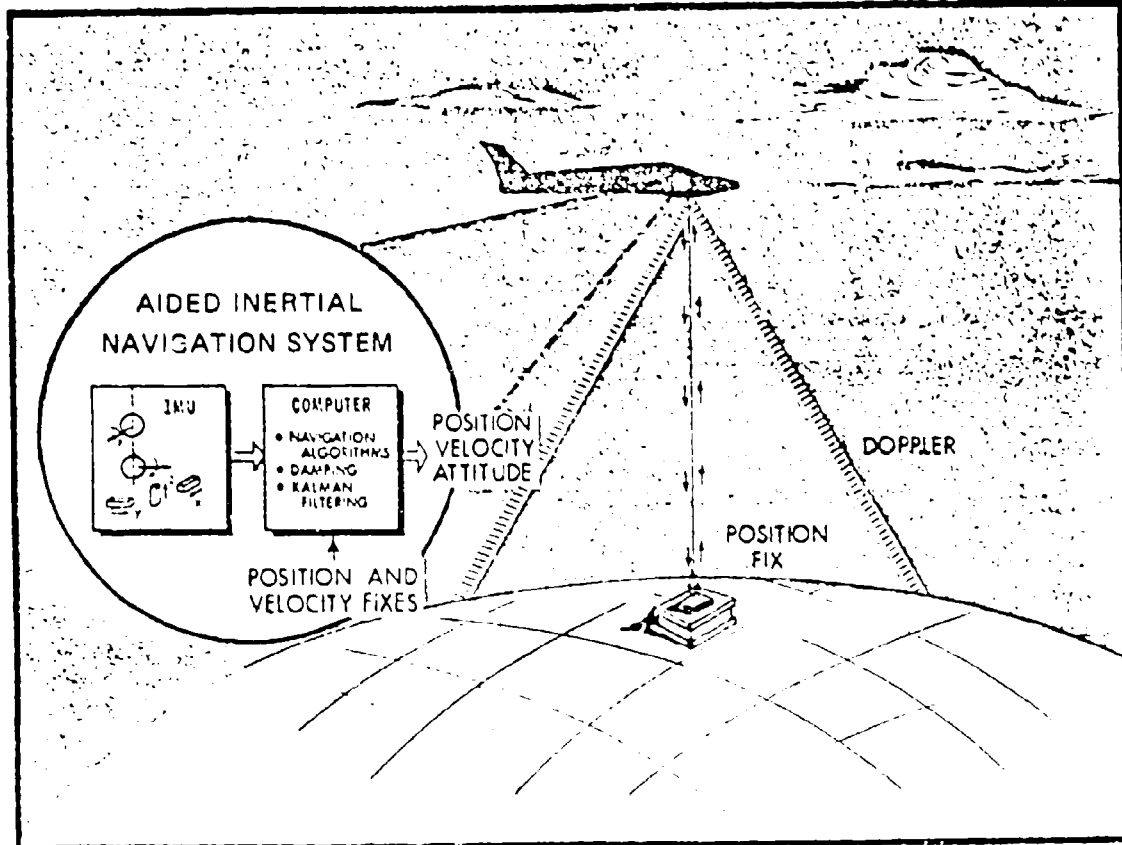 AIDED INERTIAL
NAVIGATION SYSTEM
IMU
COMPUTER
• NAVIGATION
ALGORITHMS
• DAMPING
• KALMAN
FILTERING
POSITION
VELOCITY
ATTITUDE
POSITION AND
VELOCITY FIXES
DOPPLER
POSITION
FIX